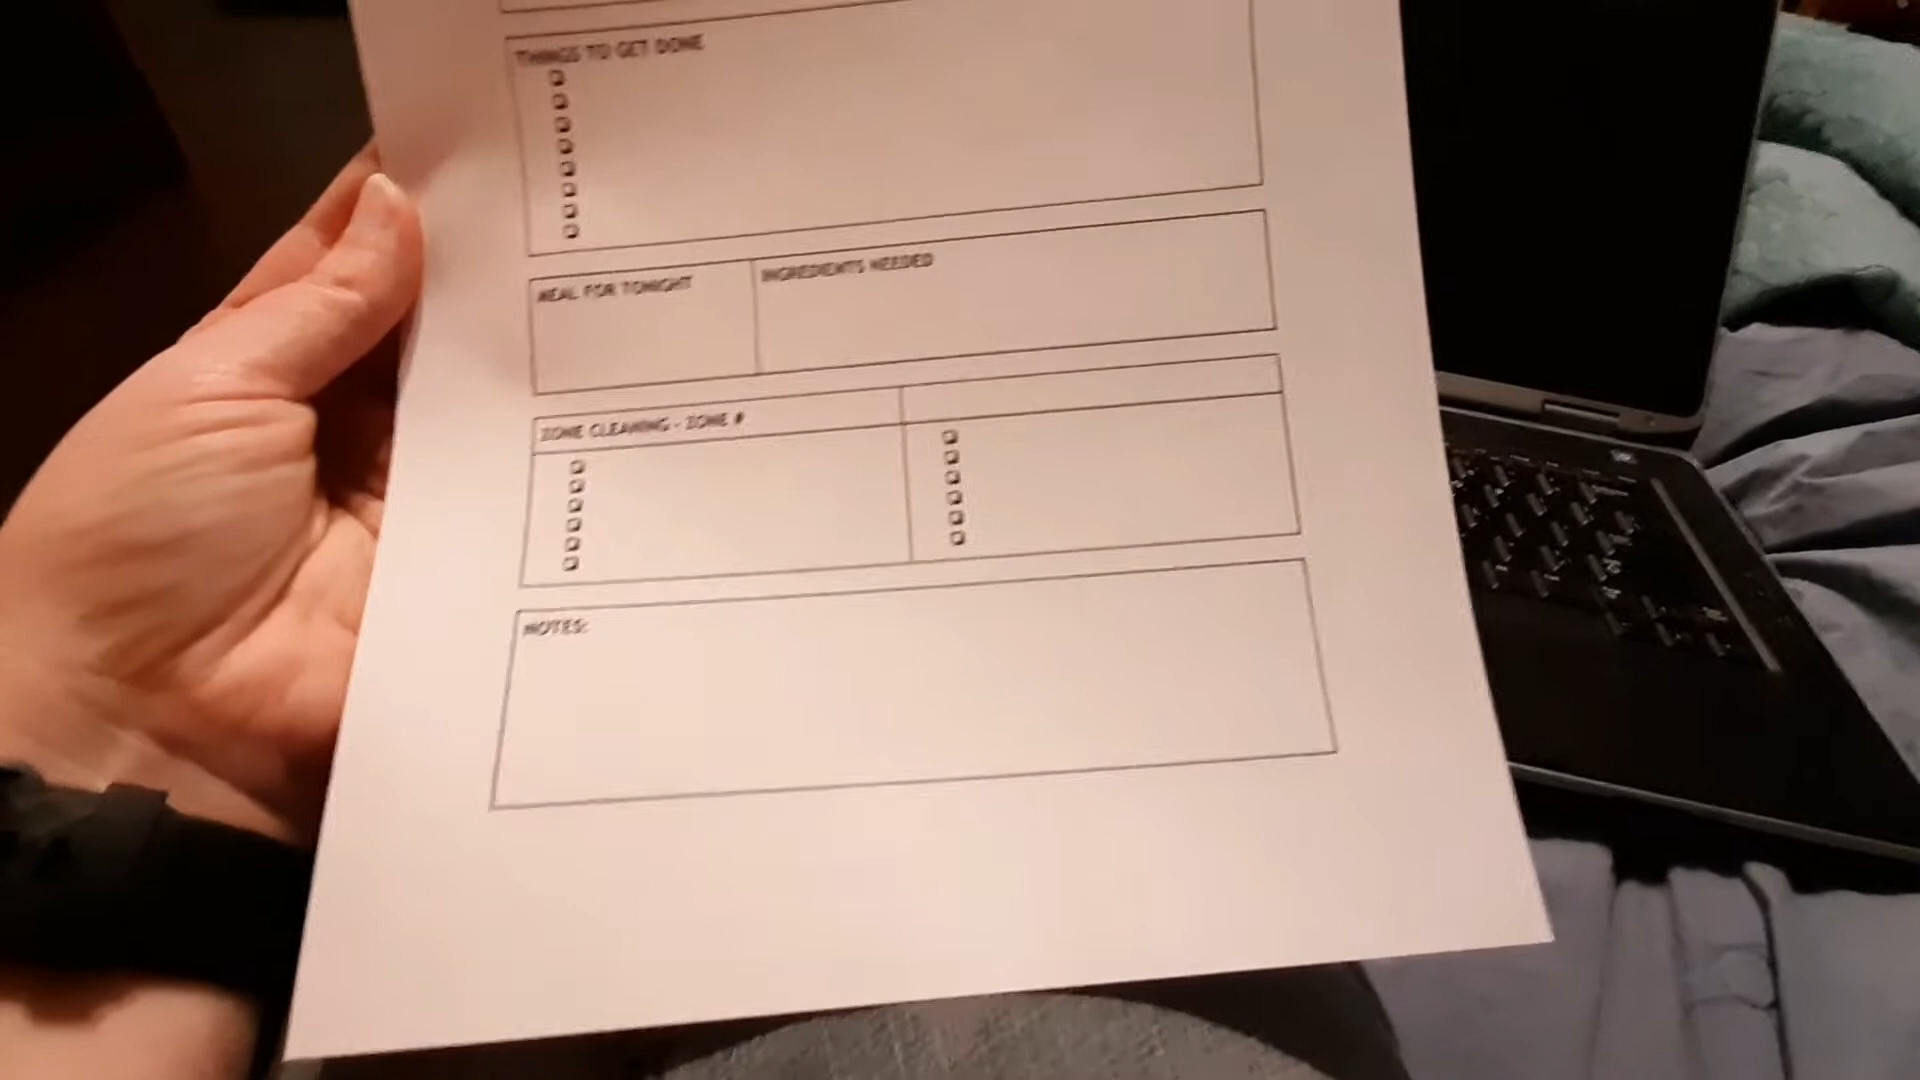 THINGS TO GET DONE
MEAL FOR TONIGHT
INGREDIENTS NEEDED
ZONE CLEANING - ZONE #
NOTES: